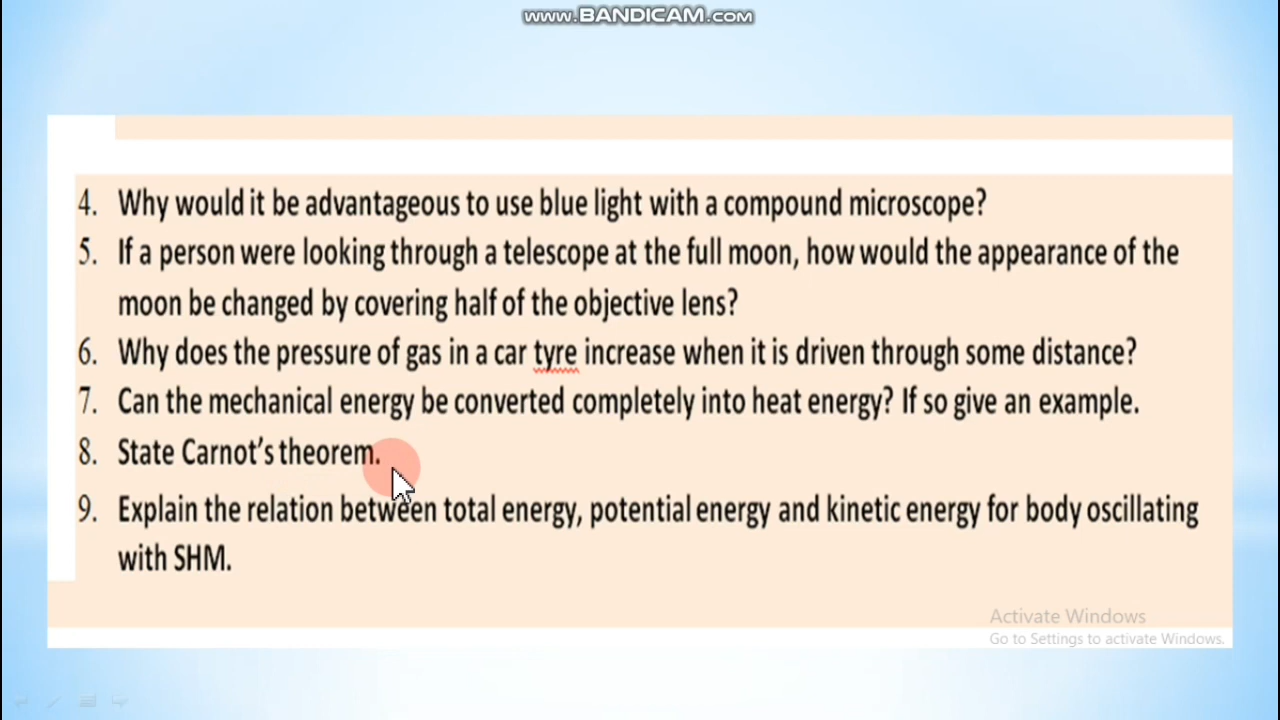 www.BANDICAM.com
4. Why would it be advantageous to use blue light with a compound microscope?
5. If a person were looking through a telescope at the full moon, how would the appearance of the
moon be changed by covering half of the objective lens?
6. Why does the pressure of gas in a car tyre increase when it is driven through some distance?
7. Can the mechanical energy be converted completely into heat energy? If so give an example.
8. State Carnot's theorem.
9. Explain the relation between total energy, potential energy and kinetic energy for body oscillating
with SHM.
Activate Windows
Go to Settings to activate Windows.